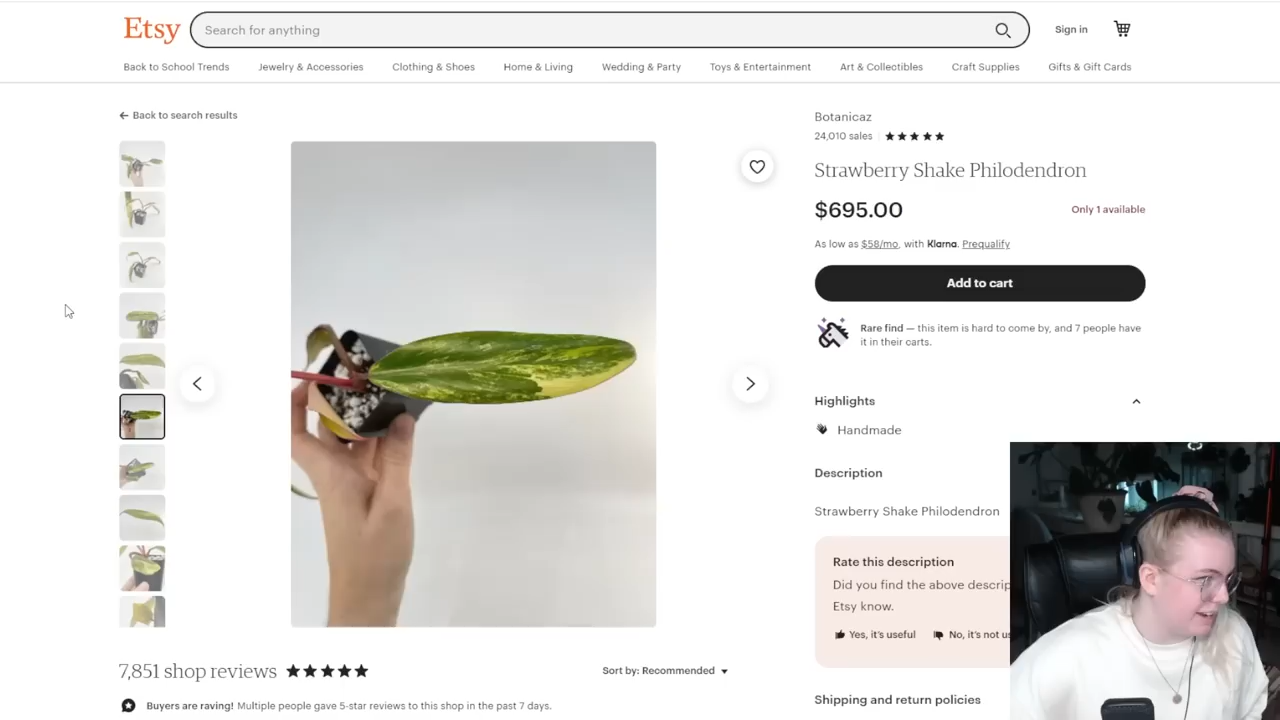 Etsy
Search for anything
Sign in
Back to School Trends
Jewelry & Accessories
Clothing & Shoes
Home & Living
Wedding & Party
Toys & Entertainment
Art & Collectibles
Craft Supplies
Gifts & Gift Cards
Back to search results
Botanicaz
24,010 sales
Strawberry Shake Philodendron
$695.00
Only 1 available
As low as $58/mo, with Klarna. Prequalify
Add to cart
Rare find — this item is hard to come by, and 7 people have
it in their carts.
Highlights
Handmade
Description
Strawberry Shake Philodendron
Rate this description
Did you find the above descrip
Etsy know.
Yes, it's useful
No, it's not us
Shipping and return policies
7,851 shop reviews
Sort by: Recommended
Buyers are raving! Multiple people gave 5-star reviews to this shop in the past 7 days.